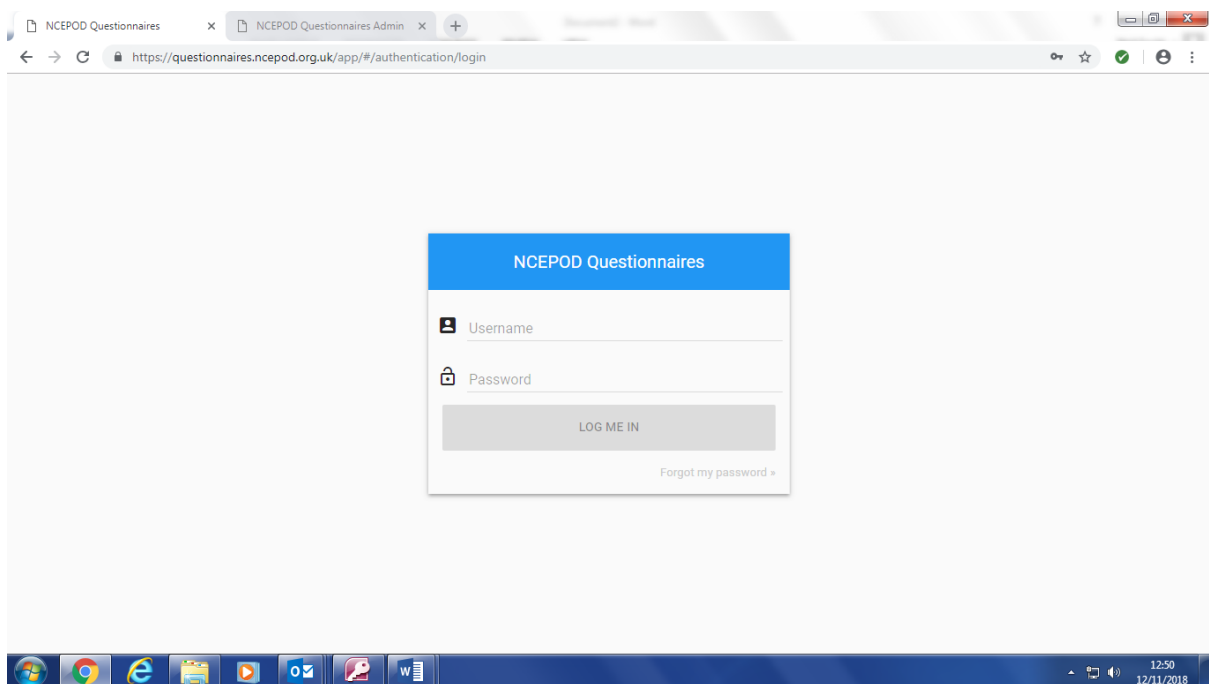 NCEPOD Questionnaires
NCEPOD Questionnaires Admin
https://questionnaires.ncepod.org.uk/app/#/authentication/login
NCEPOD Questionnaires
Username
Password
LOG ME IN
Forgot my password »
12:50
12/11/2018